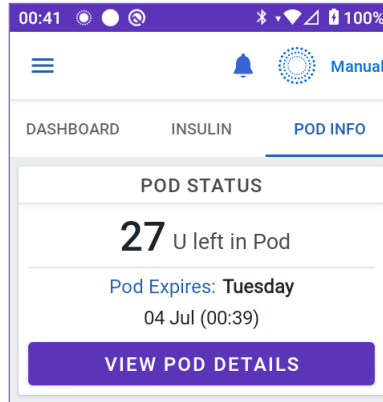 00:41 100%
Manual
DASHBOARD INSULIN POD INFO
POD STATUS
27 U left in Pod
Pod Expires: Tuesday
04 Jul (00:39)
VIEW POD DETAILS